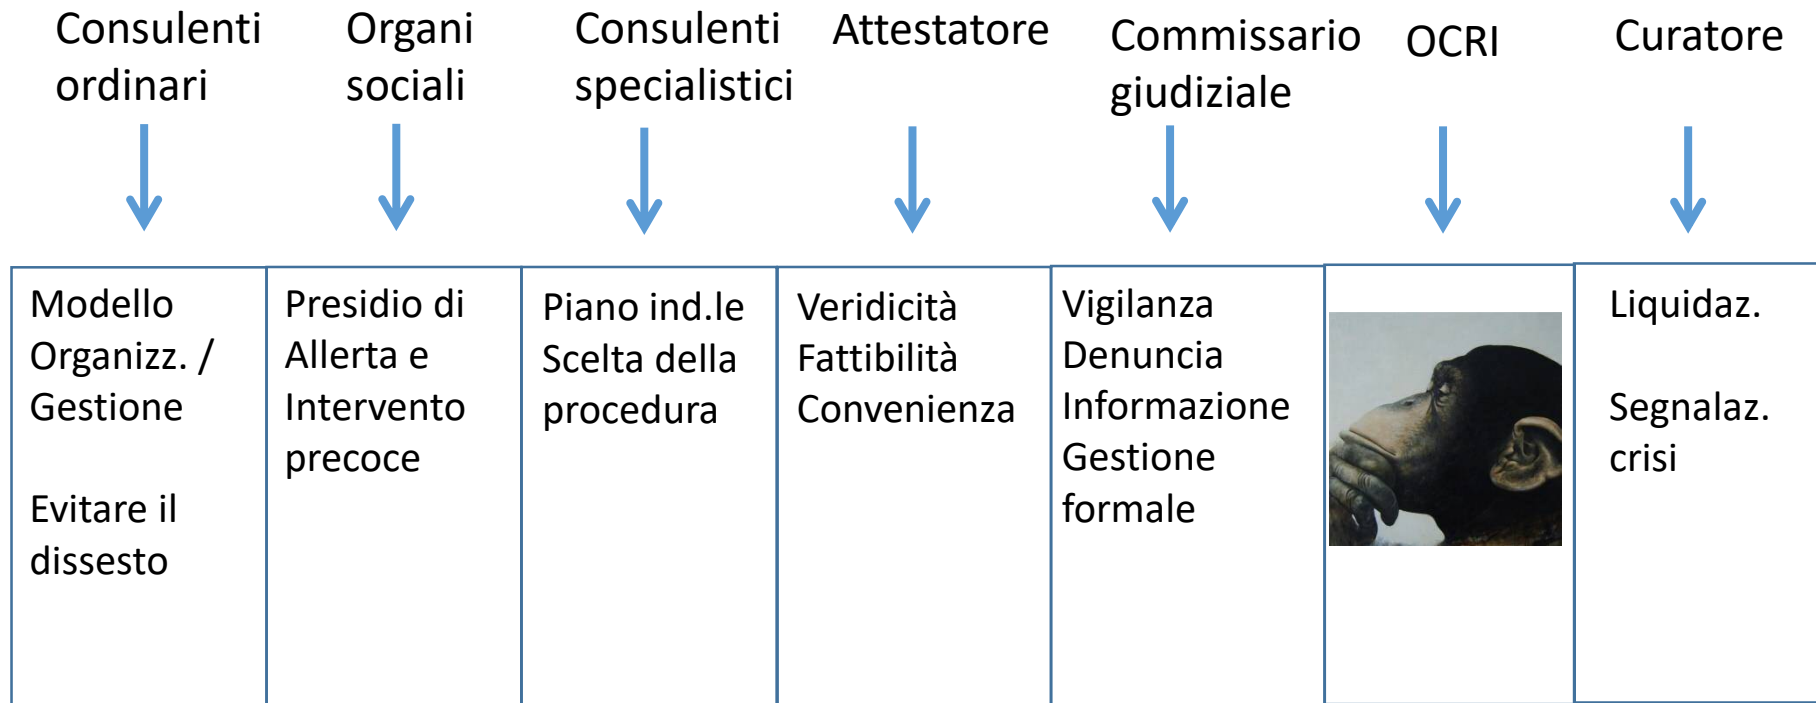 Consulenti
ordinari
Organi
sociali
Consulenti
specialistici
Attestatore
Commissario
giudiziale
OCRI
Curatore
Modello
Organizz. /
Gestione
Evitare il
dissesto
Presidio di
Allerta e
Intervento
precoce
Piano ind.le
Scelta della
procedura
Veridicità
Fattibilità
Convenienza
Vigilanza
Denuncia
Informazione
Gestione
formale
Liquidaz.
Segnalaz.
crisi